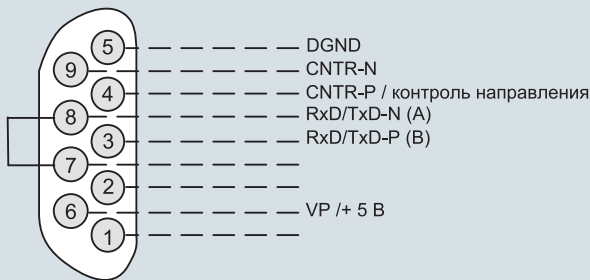 5 DGND
9 CNTR-N
4 CNTR-P / контроль направления
8 RxD/TxD-N (A)
3 RxD/TxD-P (B)
7
2
6 VP /+ 5 В
1